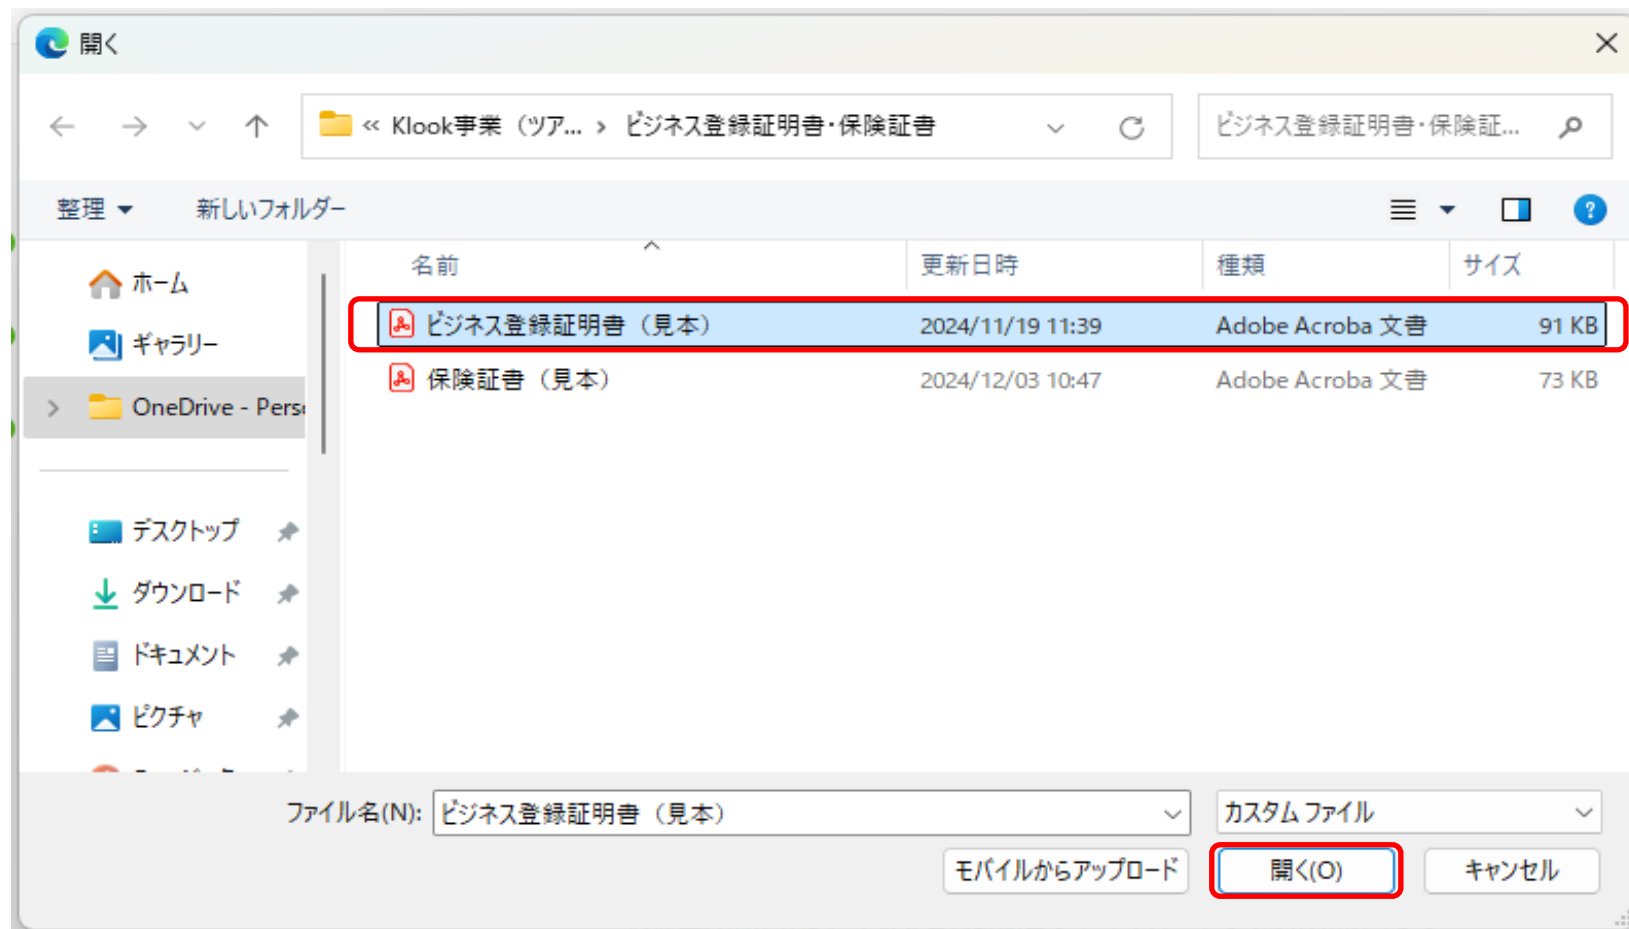 開く
« Klook事業（ツア... › ビジネス登録証明書・保険証書
ビジネス登録証明書・保険証...
整理
新しいフォルダー
名前
更新日時
種類
サイズ
ホーム
ギャラリー
OneDrive - Pers
ビジネス登録証明書（見本） 2024/11/19 11:39 Adobe Acroba 文書 91 KB
保険証書（見本） 2024/12/03 10:47 Adobe Acroba 文書 73 KB
デスクトップ
ダウンロード
ドキュメント
ピクチャ
ファイル名(N): ビジネス登録証明書（見本）
カスタム ファイル
モバイルからアップロード
開く(O)
キャンセル